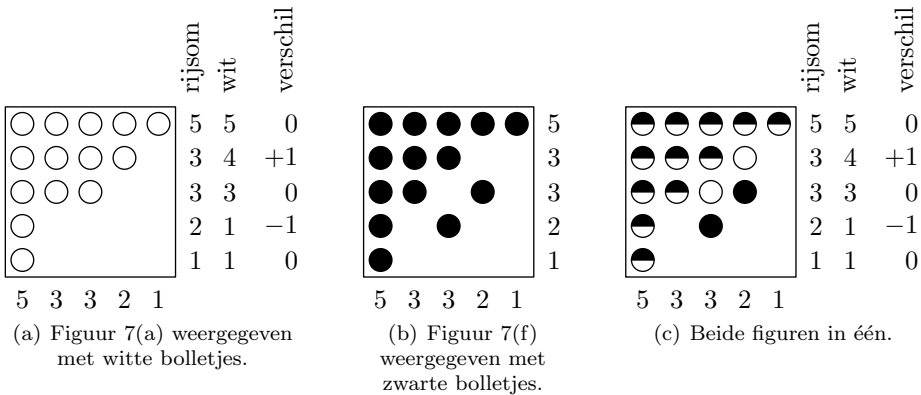 rijsom wit verschil
5 5 0
3 4 +1
3 3 0
2 1 −1
1 1 0
5 3 3 2 1
(a) Figuur 7(a) weergegeven
met witte bolletjes.
5
3
3
2
1
5 3 3 2 1
(b) Figuur 7(f)
weergegeven met
zwarte bolletjes.
rijsom wit verschil
5 5 0
3 4 +1
3 3 0
2 1 −1
1 1 0
5 3 3 2 1
(c) Beide figuren in één.